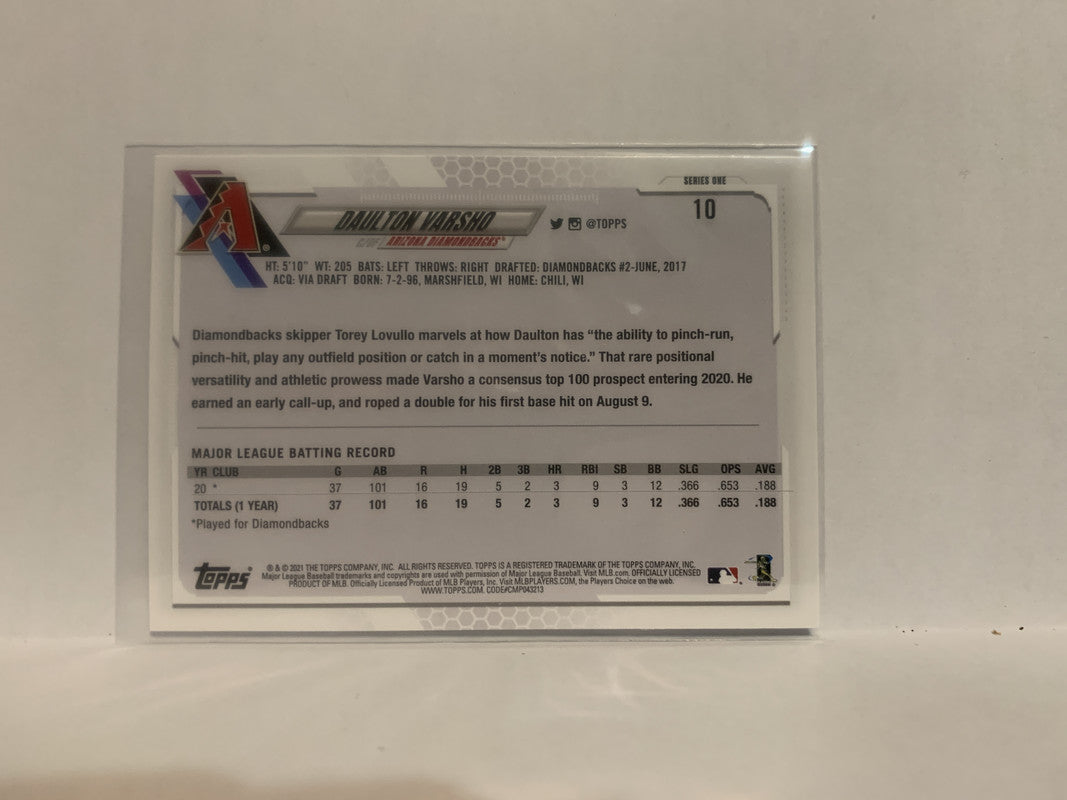 SERIES ONE
10
DAULTON VARSHO
@TOPPS
C/OF ARIZONA DIAMONDBACKS®
HT: 5'10" WT: 205 BATS: LEFT THROWS: RIGHT DRAFTED: DIAMONDBACKS #2-JUNE, 2017
ACQ: VIA DRAFT BORN: 7-2-96, MARSHFIELD, WI HOME: CHILI, WI
Diamondbacks skipper Torey Lovullo marvels at how Daulton has “the ability to pinch-run,
pinch-hit, play any outfield position or catch in a moment's notice.” That rare positional
versatility and athletic prowess made Varsho a consensus top 100 prospect entering 2020. He
earned an early call-up, and roped a double for his first base hit on August 9.
MAJOR LEAGUE BATTING RECORD
YR CLUB G AB R H 2B 3B HR RBI SB BB SLG OPS AVG
20 * 37 101 16 19 5 2 3 9 3 12 .366 .653 .188
TOTALS (1 YEAR) 37 101 16 19 5 2 3 9 3 12 .366 .653 .188
*Played for Diamondbacks
topps®
® & © 2021 THE TOPPS COMPANY, INC. ALL RIGHTS RESERVED. TOPPS IS A REGISTERED TRADEMARK OF THE TOPPS COMPANY, INC.
Major League Baseball trademarks and copyrights are used with permission of Major League Baseball. Visit MLB.com. OFFICIALLY LICENSED
PRODUCT OF MLB. Officially Licensed Product of MLB Players, Inc. Visit MLBPLAYERS.COM, the Players Choice on the web.
WWW.TOPPS.COM. CODE#CMP043213